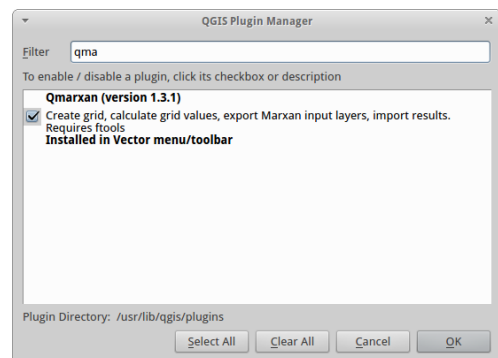 QGIS Plugin Manager
Filter qma
To enable / disable a plugin, click its checkbox or description
Qmarxan (version 1.3.1)
Create grid, calculate grid values, export Marxan input layers, import results.
Requires ftools
Installed in Vector menu/toolbar
Plugin Directory: /usr/lib/qgis/plugins
Select All Clear All Cancel OK